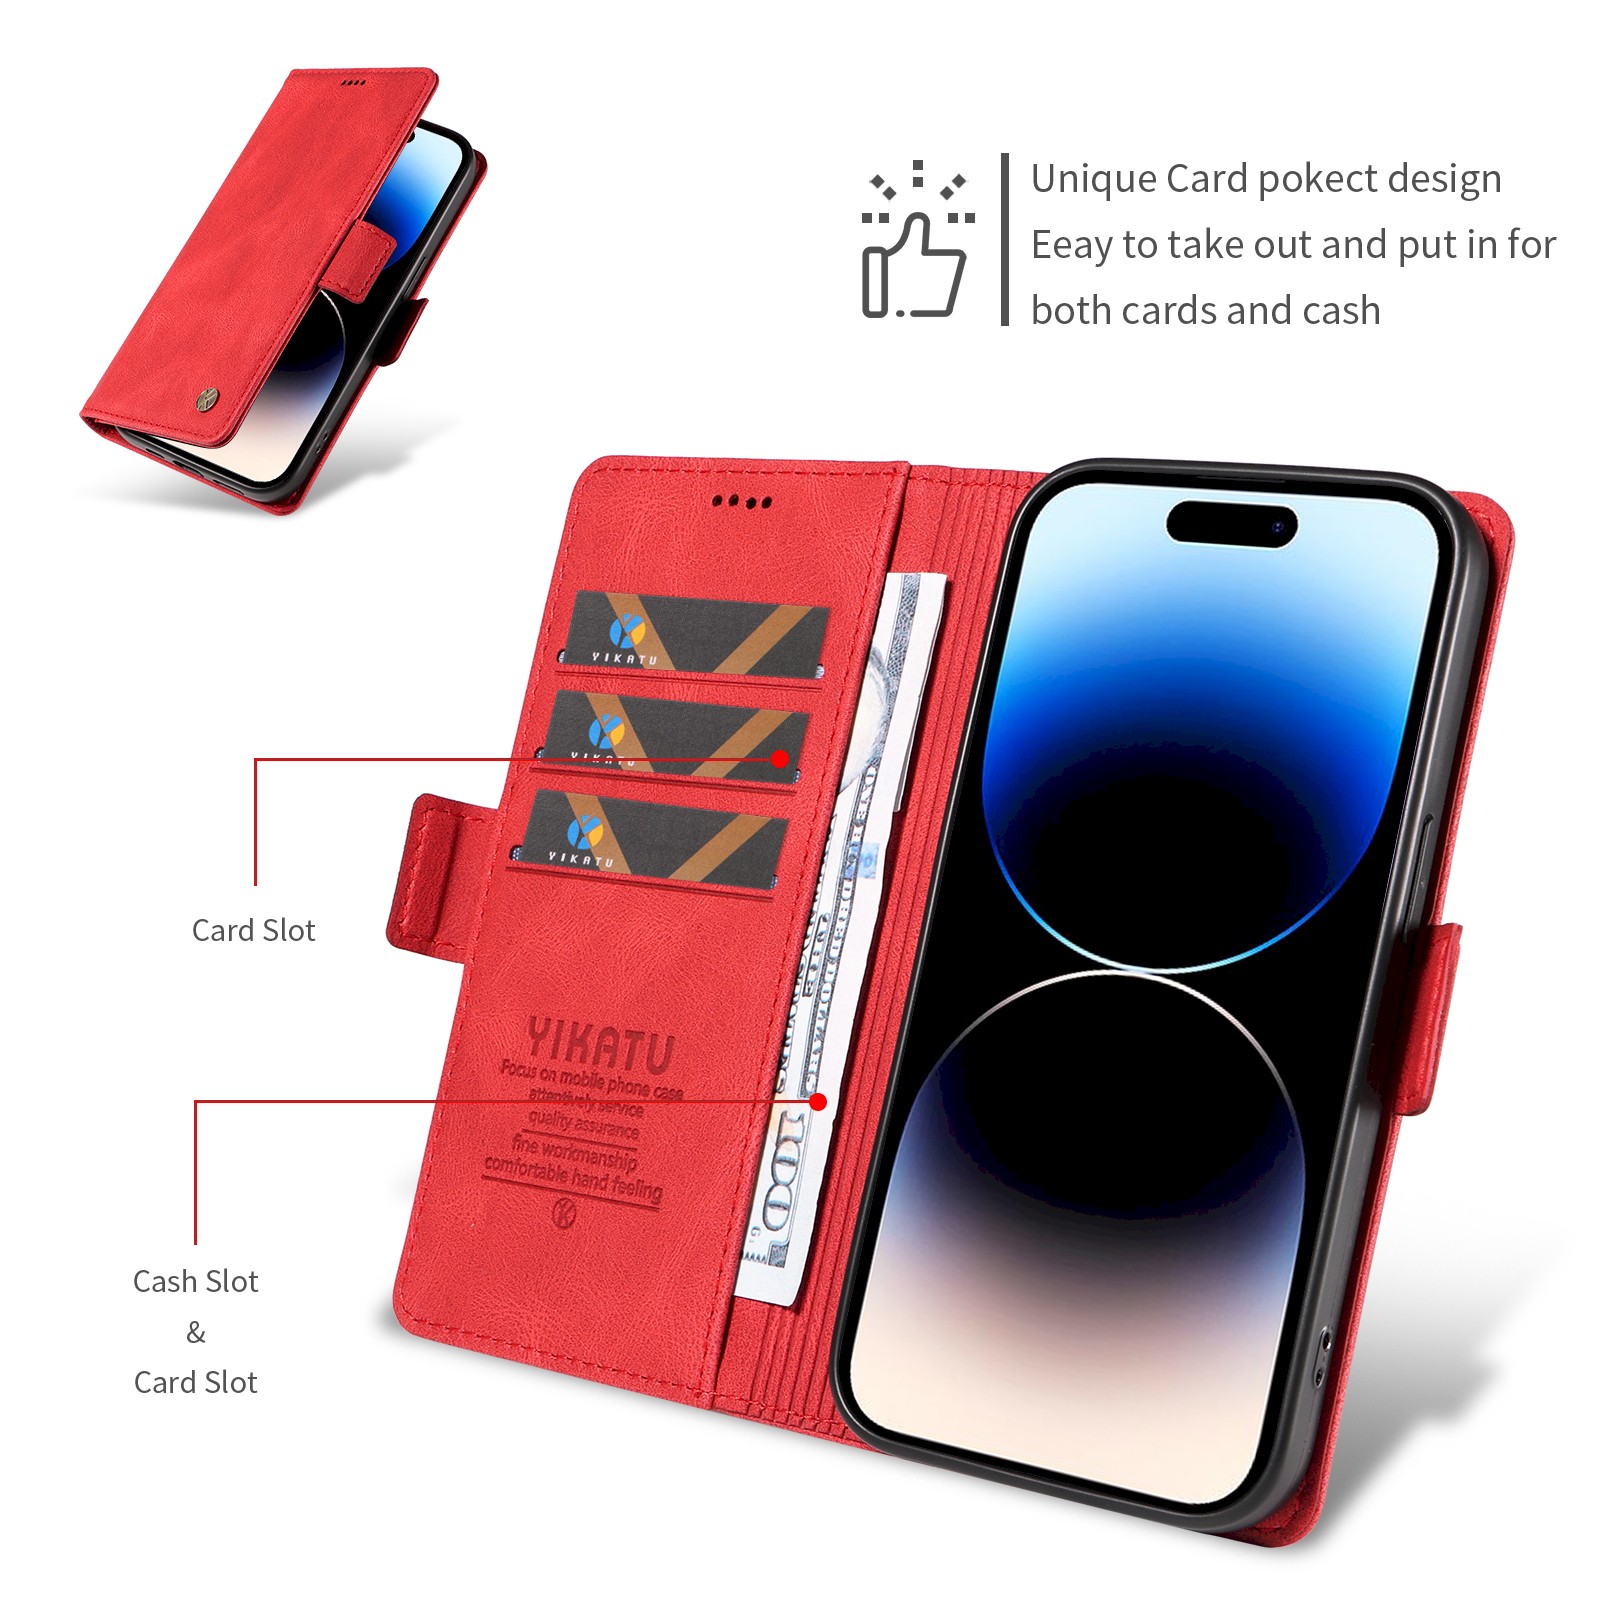 Unique Card pokect design
Eeay to take out and put in for
both cards and cash
YIKATU
YIKATU
YIKATU
Card Slot
YIKATU
Focus on mobile phone case
attentively service
quality assurance
fine workmanship
comfortable hand feeling
100
Cash Slot
&
Card Slot